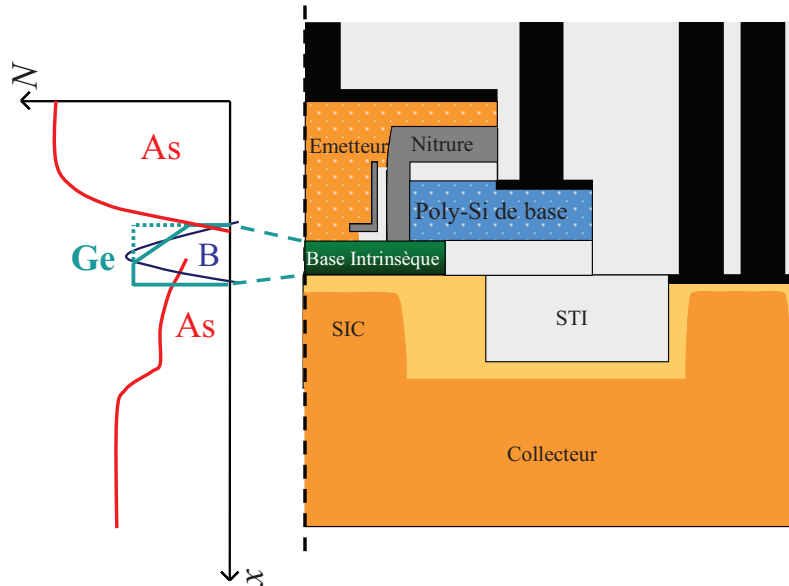 N
As
Ge
B
As
x
Emetteur
Nitrure
Poly-Si de base
Base Intrinsèque
SIC
STI
Collecteur